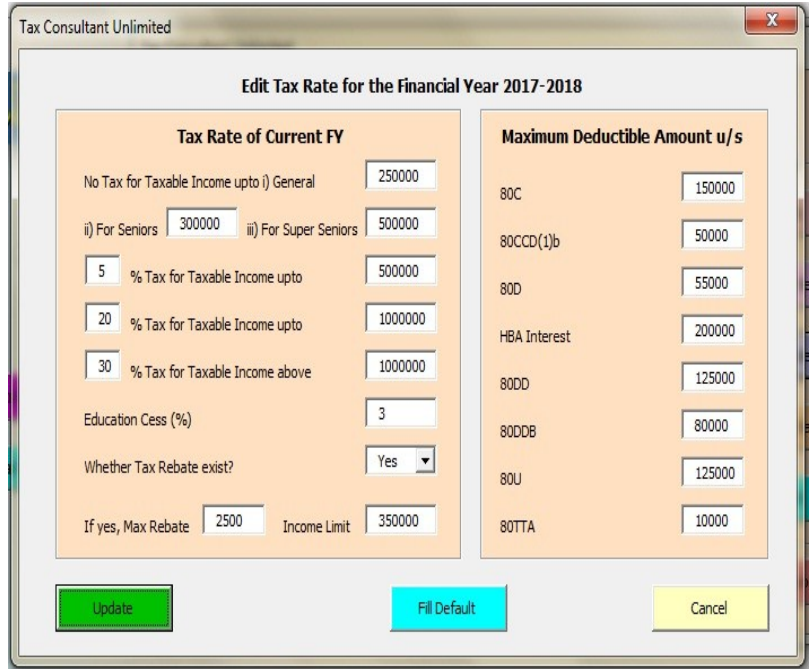 Tax Consultant Unlimited
X
Edit Tax Rate for the Financial Year 2017-2018
Tax Rate of Current FY
No Tax for Taxable Income upto i) General 250000
ii) For Seniors 300000 iii) For Super Seniors 500000
5 % Tax for Taxable Income upto 500000
20 % Tax for Taxable Income upto 1000000
30 % Tax for Taxable Income above 1000000
Education Cess (%) 3
Whether Tax Rebate exist? Yes
If yes, Max Rebate 2500 Income Limit 350000
Maximum Deductible Amount u/s
80C 150000
80CCD(1)b 50000
80D 55000
HBA Interest 200000
80DD 125000
80DDB 80000
80U 125000
80TTA 10000
Update Fill Default Cancel